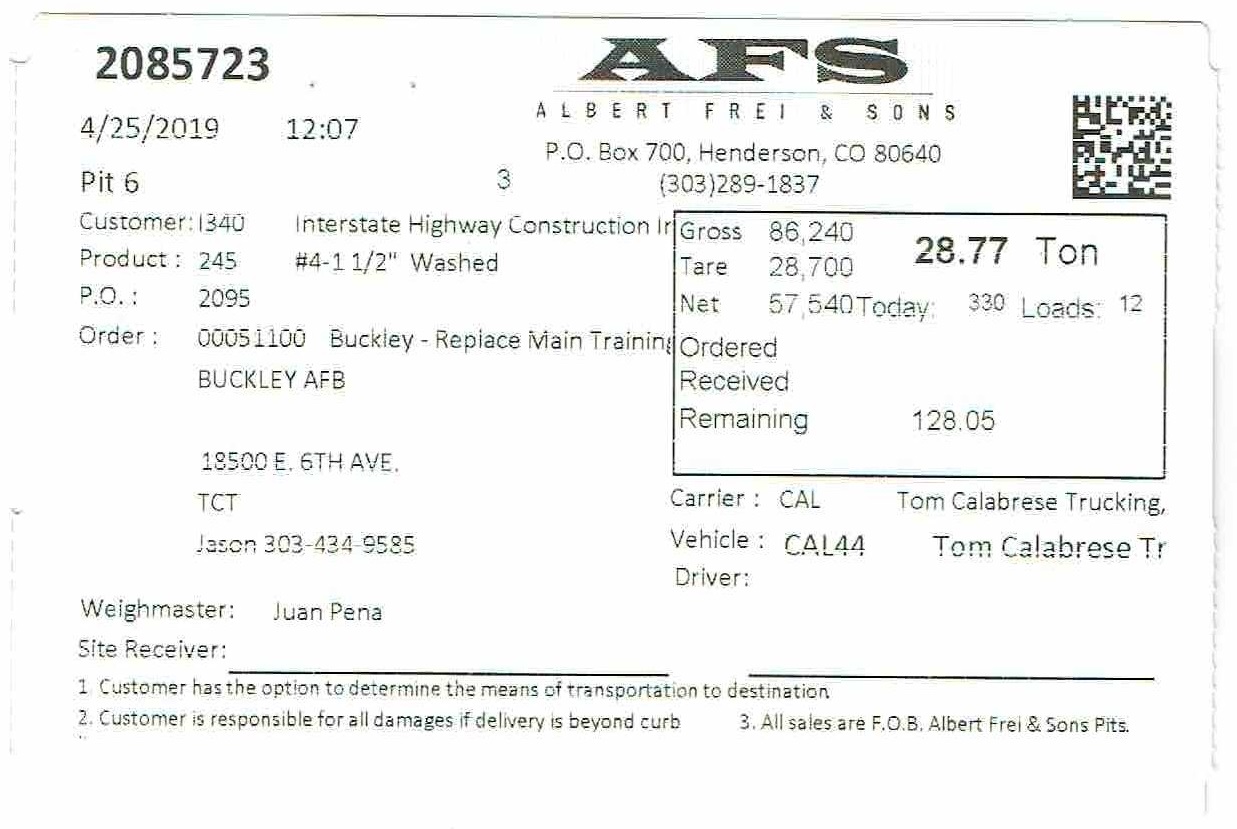 2085723
AFS
ALBERT FREI & SONS
4/25/2019 12:07
P.O. Box 700, Henderson, CO 80640
Pit 6 3 (303)289-1837
Customer: I340 Interstate Highway Construction Ir
Gross 86,240 28.77 Ton
Product : 245 #4-1 1/2" Washed
Tare 28,700
P.O. : 2095
Net 57,540 Today: 330 Loads: 12
Order : 00051100 Buckley - Replace Main Training
Ordered
BUCKLEY AFB
Received
Remaining 128.05
18500 E. 6TH AVE.
TCT
Carrier : CAL Tom Calabrese Trucking,
Jason 303-434-9585
Vehicle : CAL44 Tom Calabrese Tr
Driver:
Weighmaster: Juan Pena
Site Receiver:
1. Customer has the option to determine the means of transportation to destination
2. Customer is responsible for all damages if delivery is beyond curb 3. All sales are F.O.B. Albert Frei & Sons Pits.